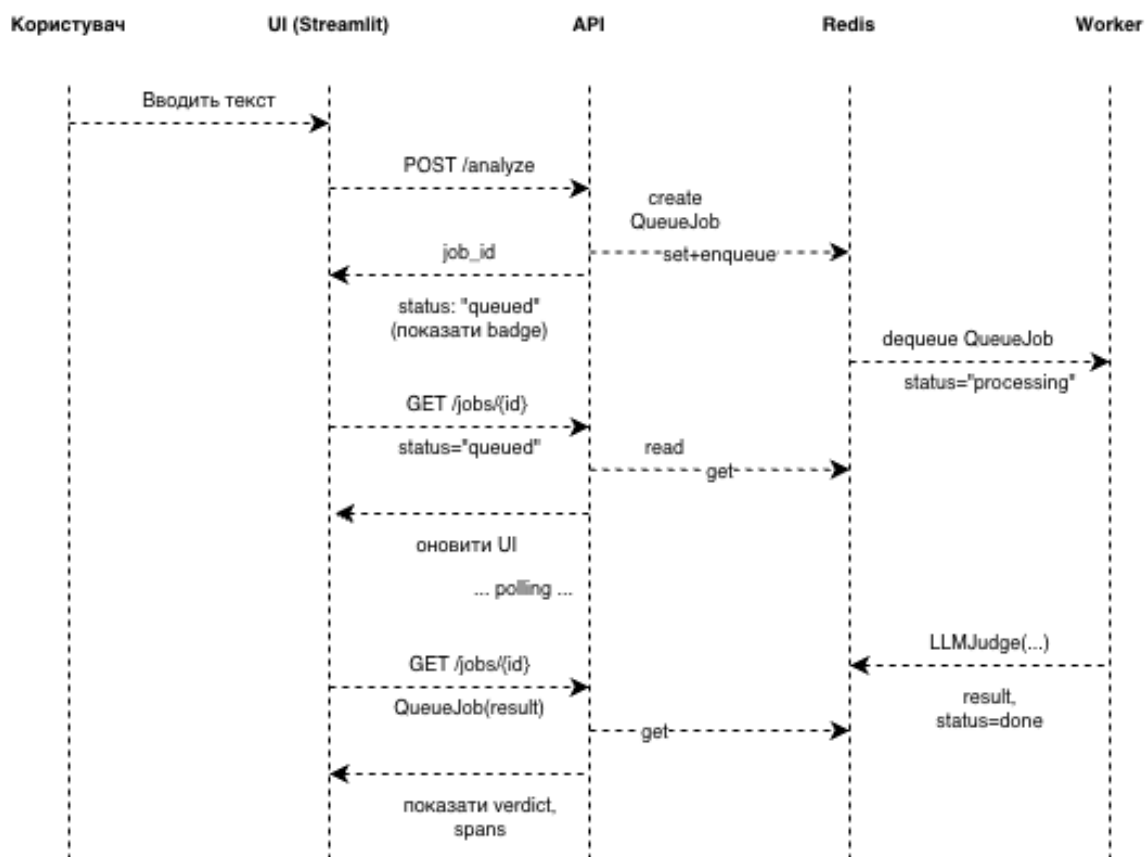 Користувач
UI (Streamlit)
API
Redis
Worker
Вводить текст
POST /analyze
create
QueueJob
set+enqueue
job_id
status: "queued"
(показати badge)
dequeue QueueJob
status="processing"
GET /jobs/{id}
status="queued"
read
get
оновити UI
... polling ...
LLMJudge(...)
GET /jobs/{id}
QueueJob(result)
result,
status=done
get
показати verdict,
spans